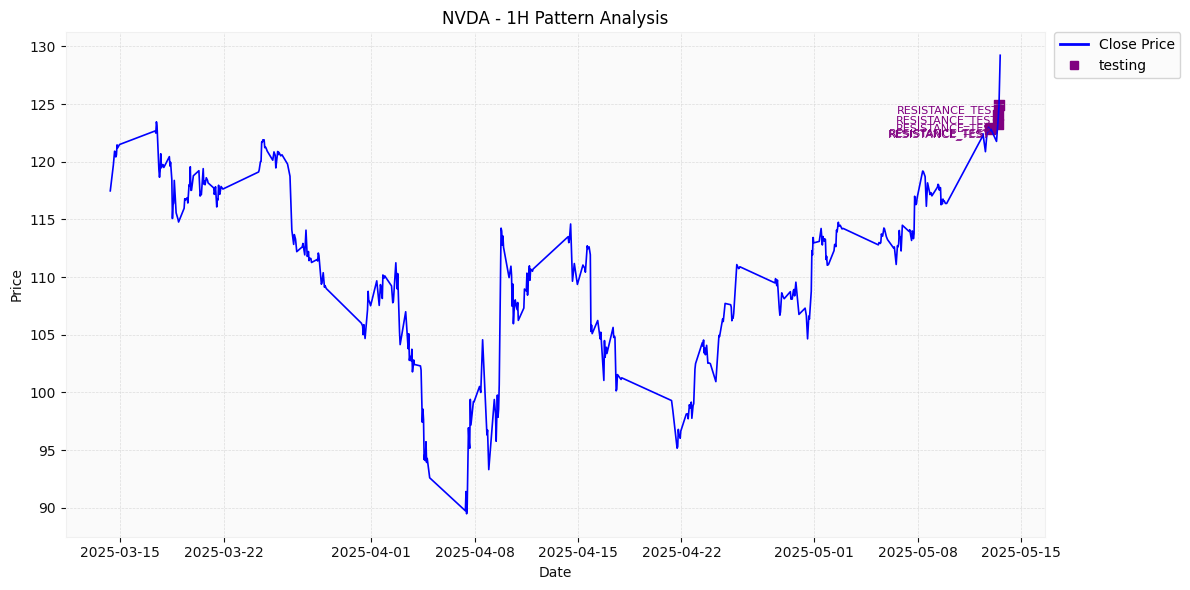 NVDA - 1H Pattern Analysis
Close Price
testing
RESISTANCE_TEST
RESISTANCE_TEST
RESISTANCE_TEST
RESISTANCE_TEST
Price
130
125
120
115
110
105
100
95
90
2025-03-15 2025-03-22 2025-04-01 2025-04-08 2025-04-15 2025-04-22 2025-05-01 2025-05-08 2025-05-15
Date